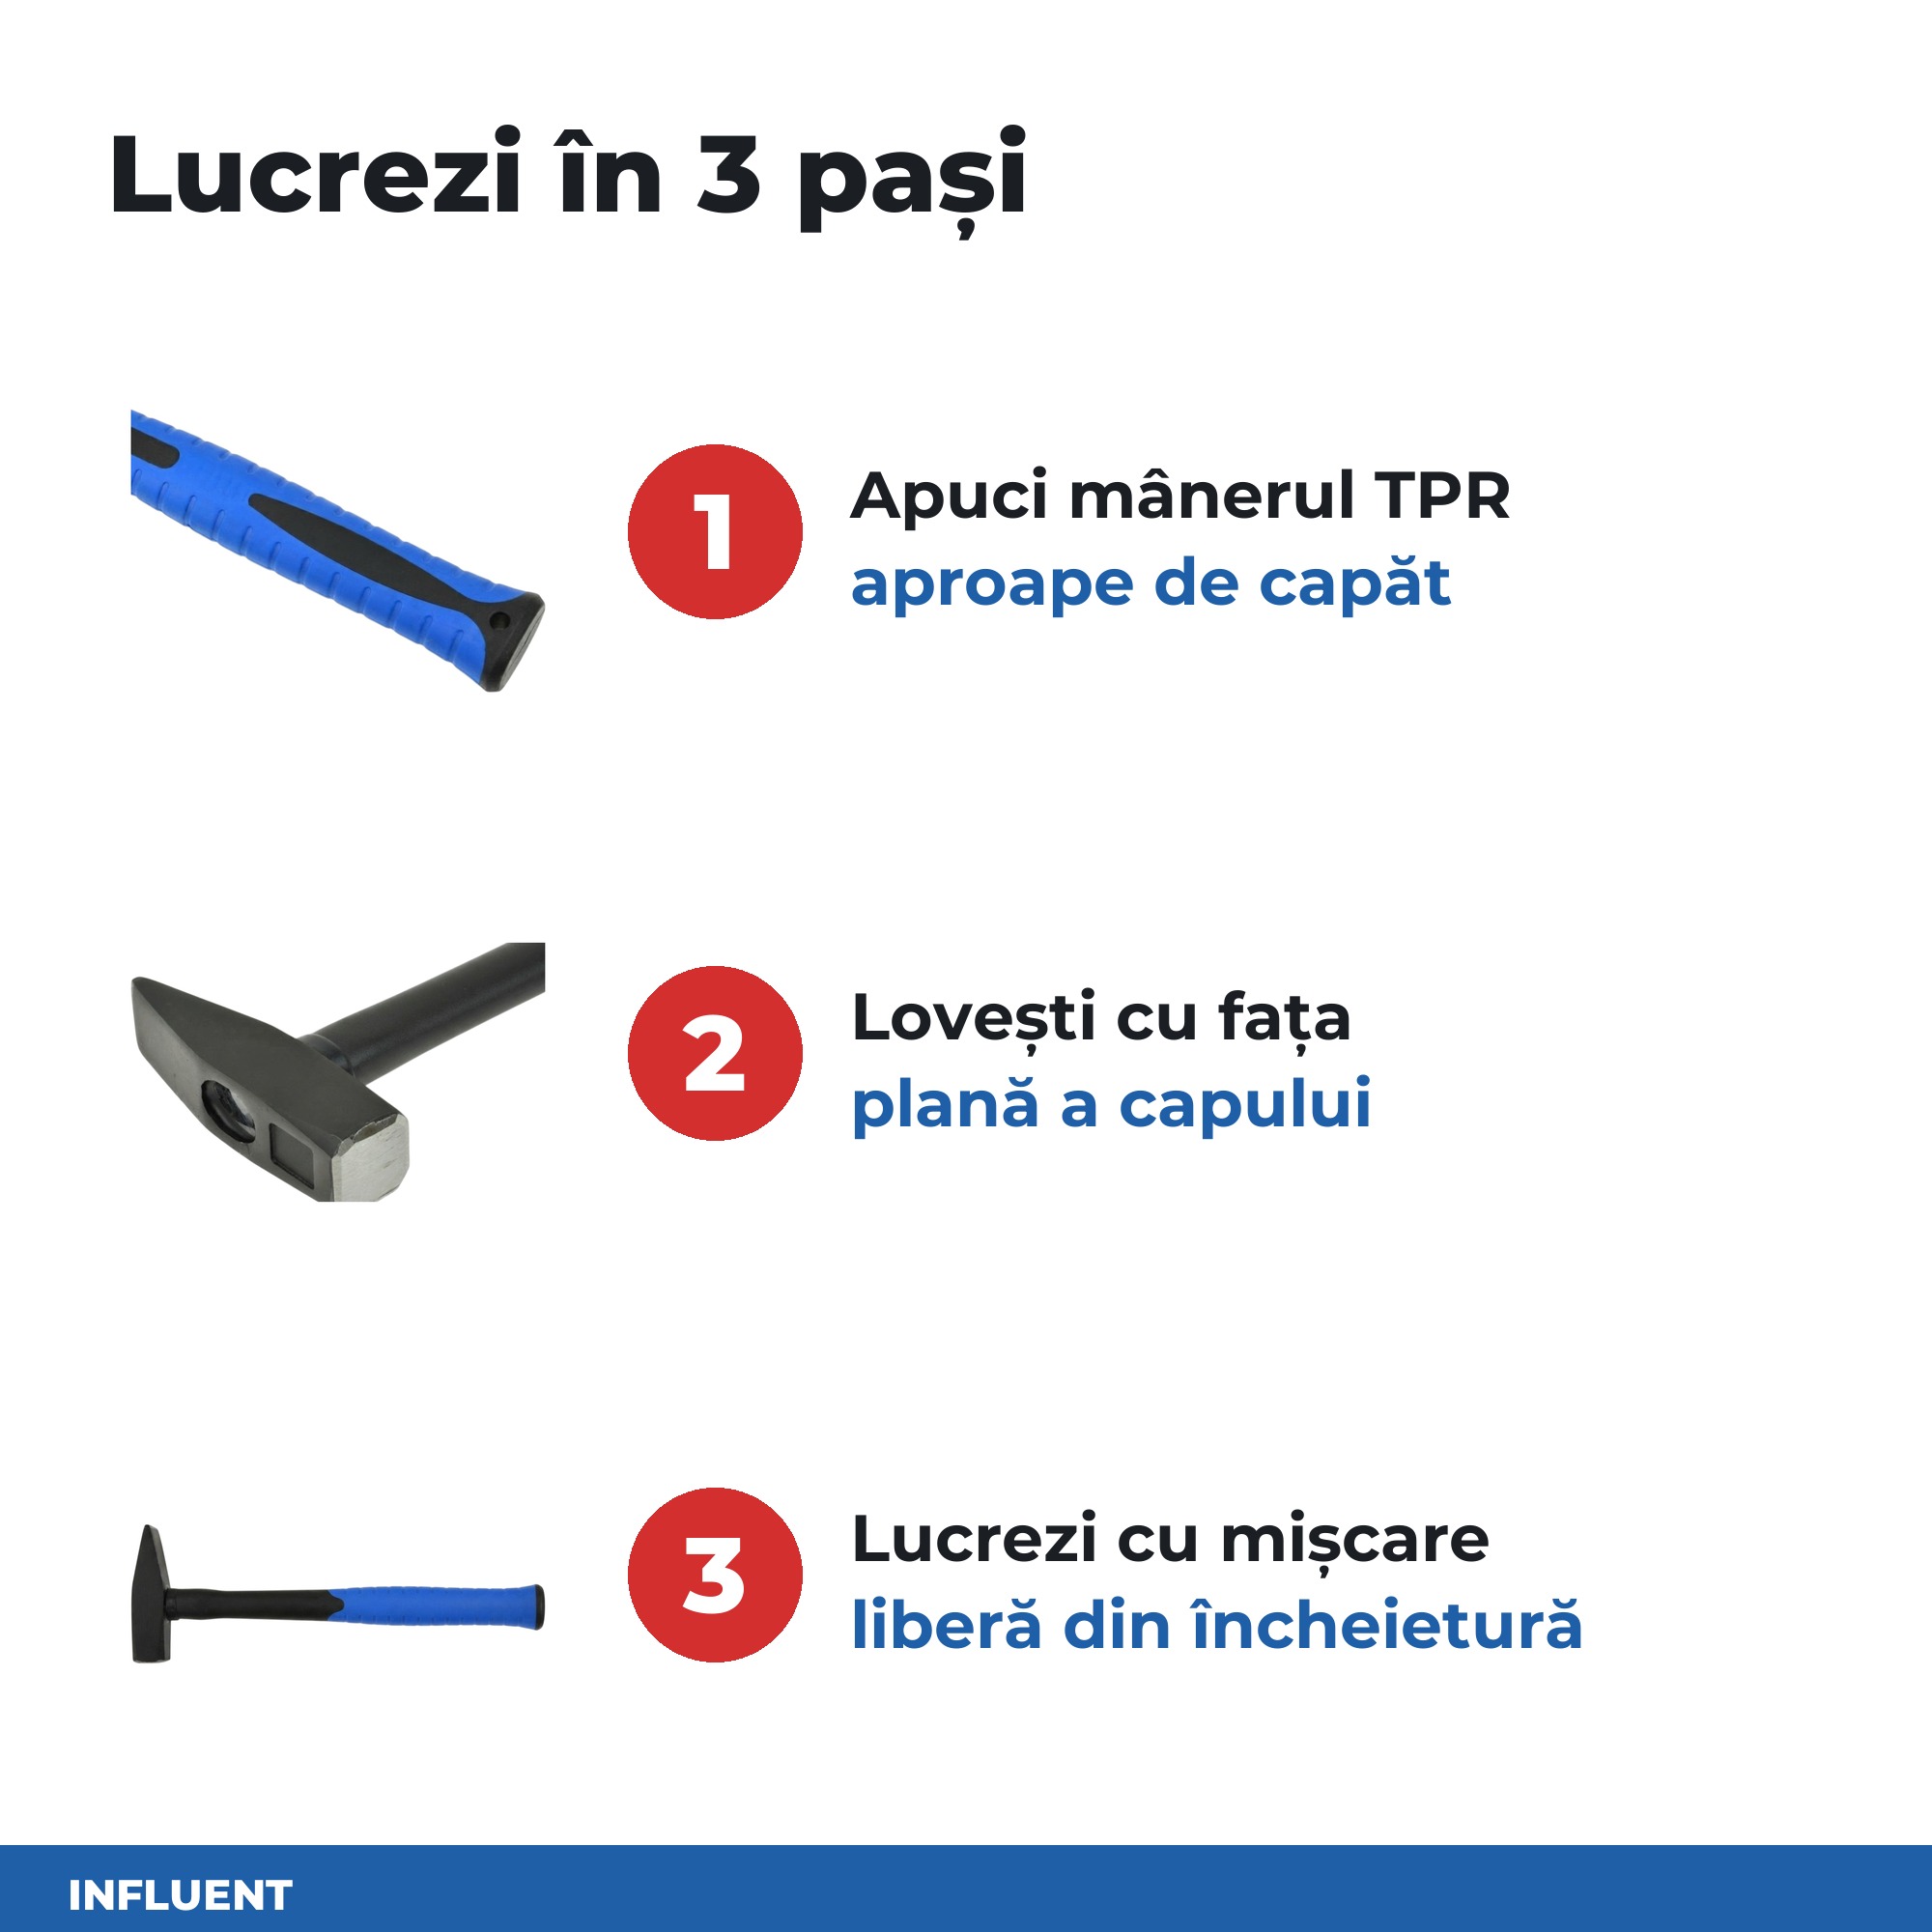 Lucrezi în 3 pași
1
Apuci mânerul TPR
aproape de capăt
2
Lovești cu fața
plană a capului
3
Lucrezi cu mișcare
liberă din încheietură
INFLUENT